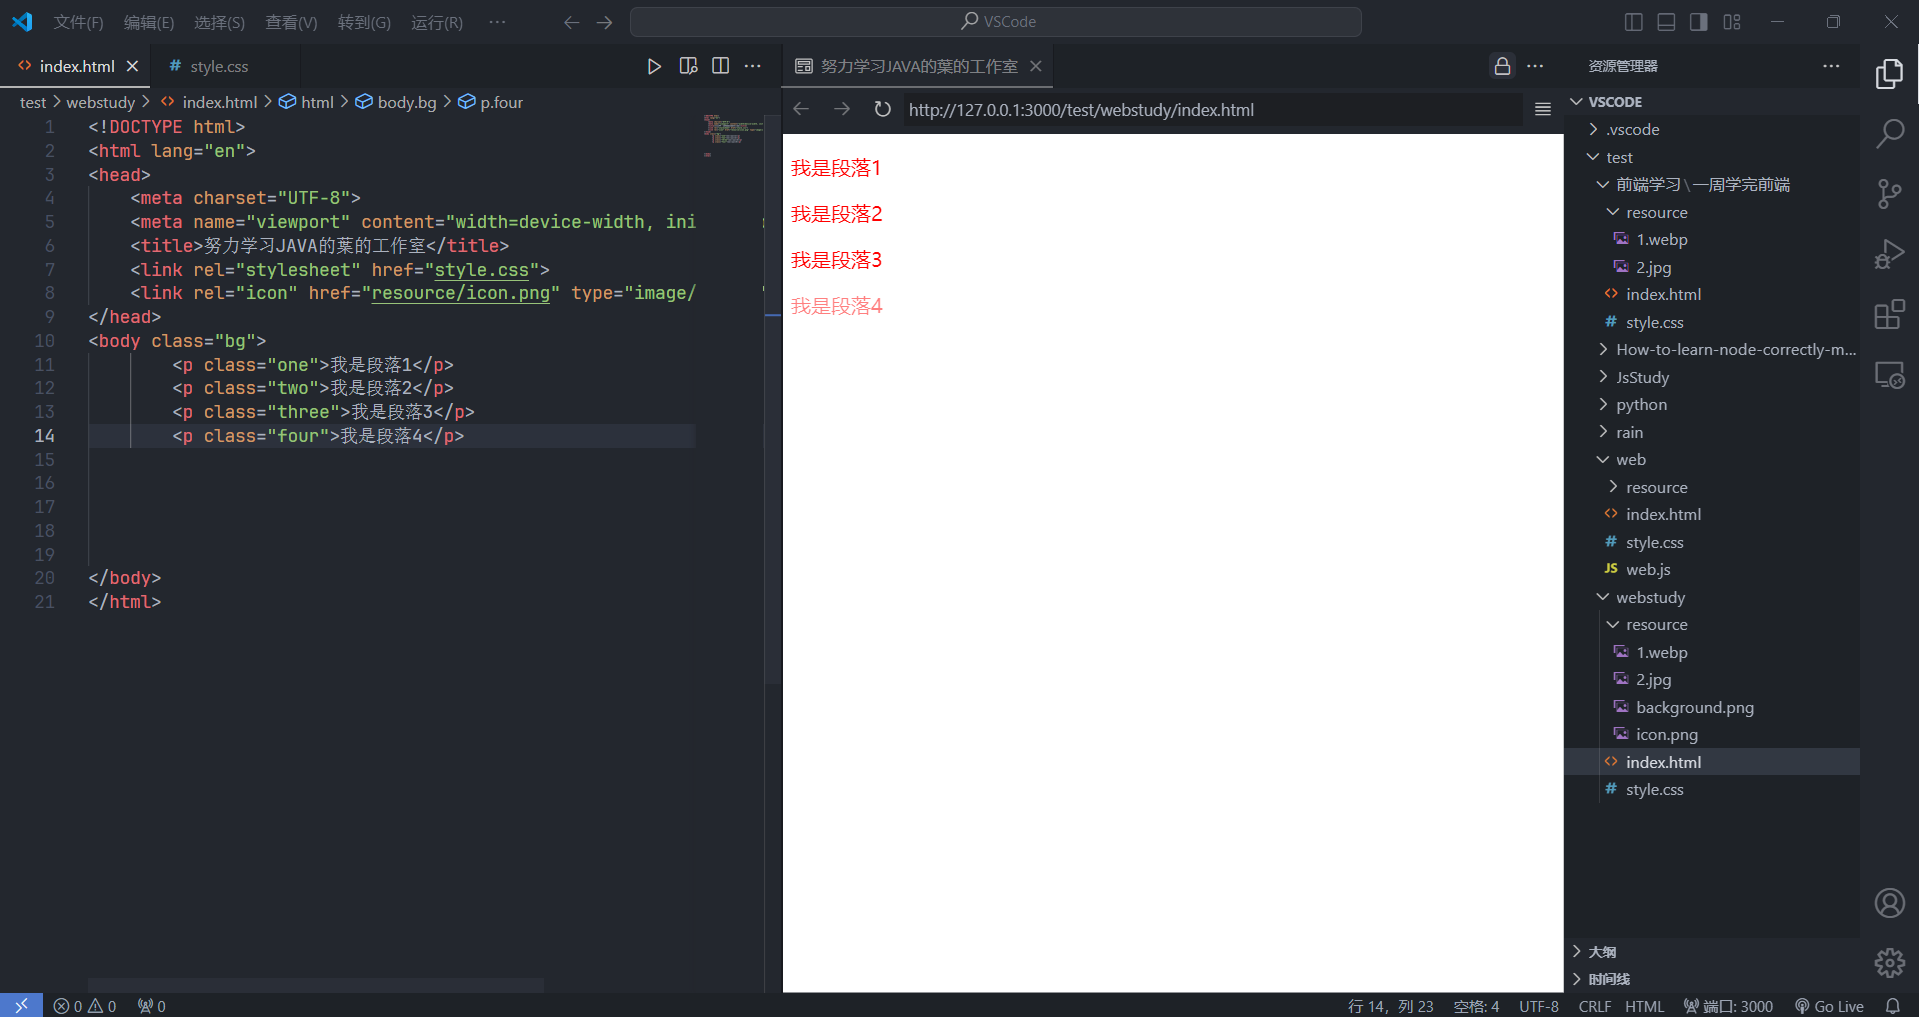 文件(F) 编辑(E) 选择(S) 查看(V) 转到(G) 运行(R) ··· VSCode
index.html style.css
test > webstudy > index.html > html > body.bg > p.four
1 <!DOCTYPE html>
2 <html lang="en">
3 <head>
4 <meta charset="UTF-8">
5 <meta name="viewport" content="width=device-width, ini
6 <title>努力学习JAVA的葉的工作室</title>
7 <link rel="stylesheet" href="style.css">
8 <link rel="icon" href="resource/icon.png" type="image/
9 </head>
10 <body class="bg">
11 <p class="one">我是段落1</p>
12 <p class="two">我是段落2</p>
13 <p class="three">我是段落3</p>
14 <p class="four">我是段落4</p>
15
16
17
18
19
20 </body>
21 </html>
努力学习JAVA的葉的工作室
http://127.0.0.1:3000/test/webstudy/index.html
我是段落1
我是段落2
我是段落3
我是段落4
资源管理器
VSCODE
.vscode
test
前端学习\一周学完前端
resource
1.webp
2.jpg
index.html
style.css
How-to-learn-node-correctly-m...
JsStudy
python
rain
web
resource
index.html
style.css
JS web.js
webstudy
resource
1.webp
2.jpg
background.png
icon.png
index.html
style.css
大纲
时间线
0 0 0 行 14，列 23 空格: 4 UTF-8 CRLF HTML 端口: 3000 Go Live